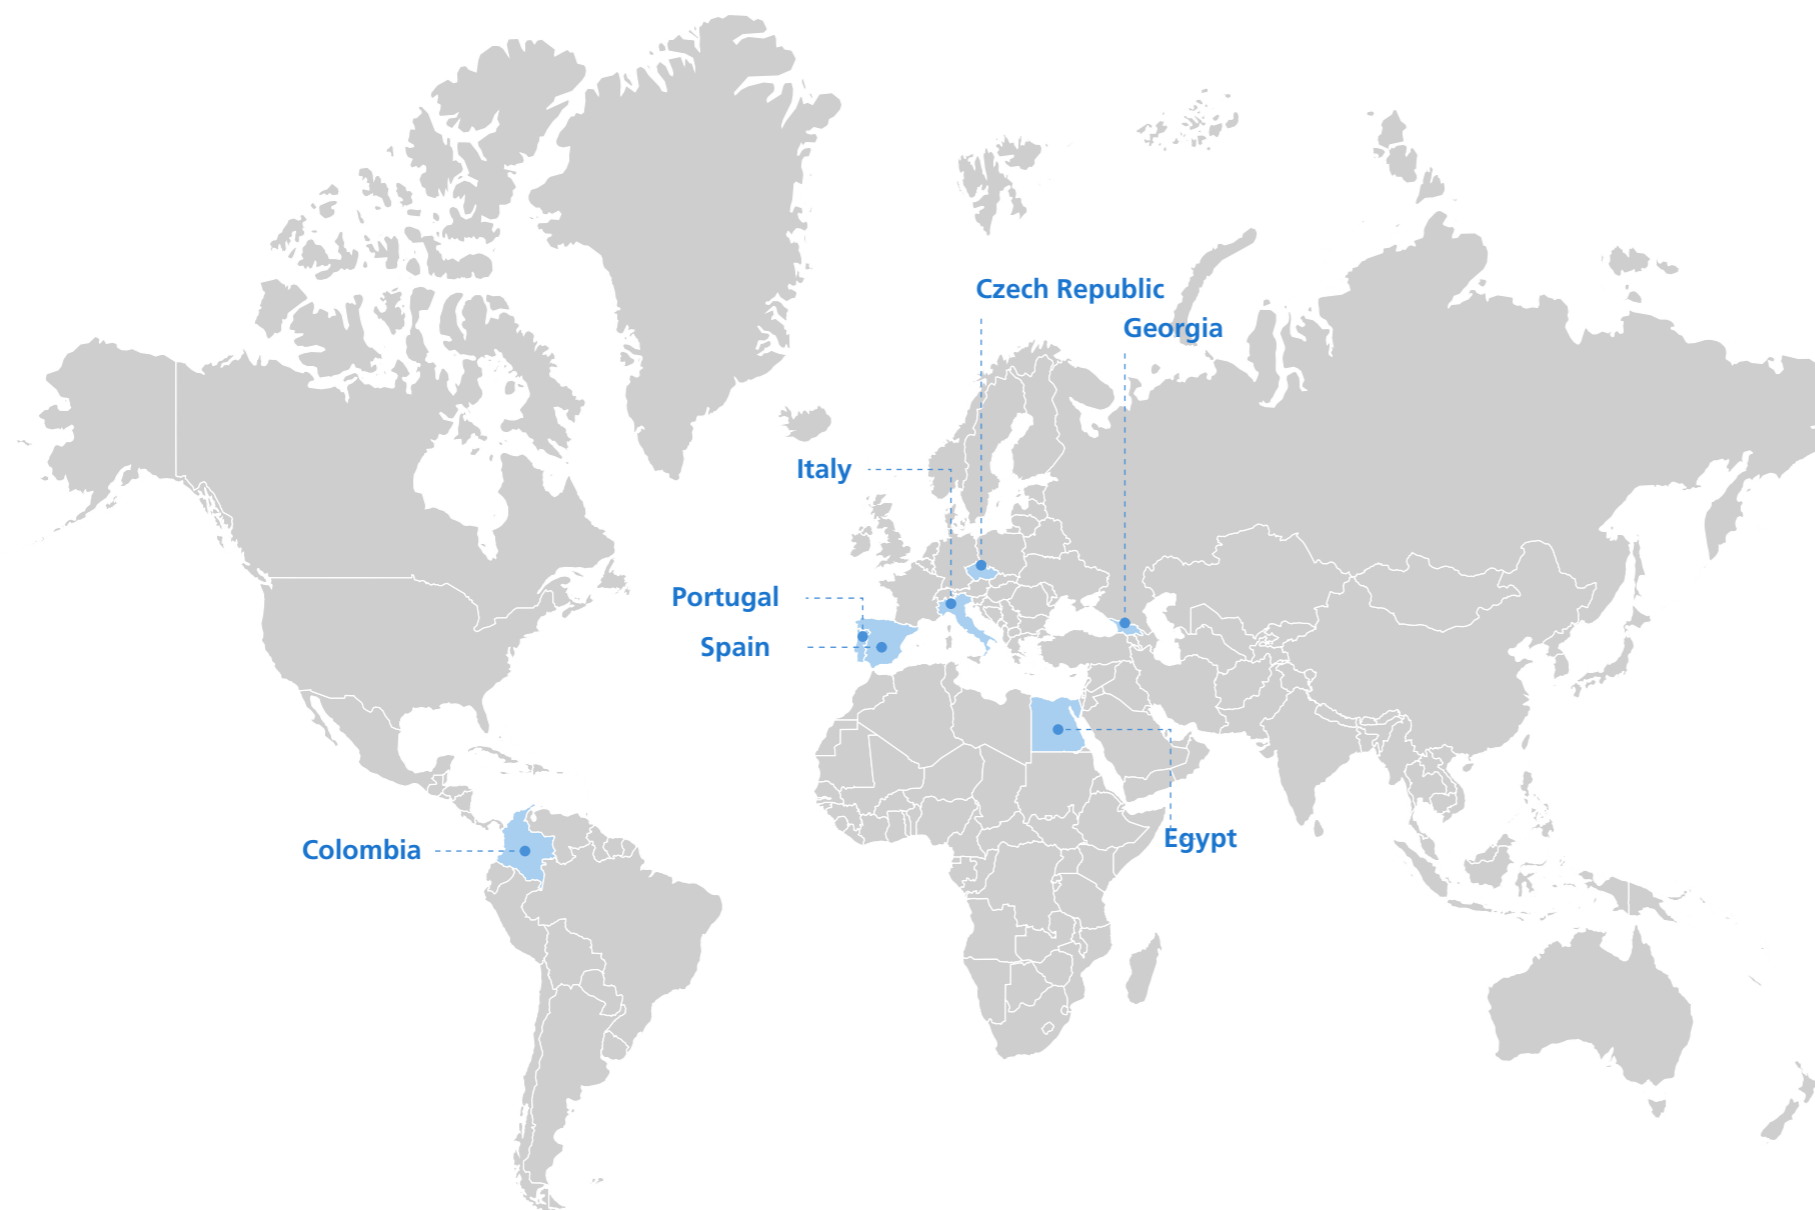 Czech Republic
Georgia
Italy
Portugal
Spain
Egypt
Colombia